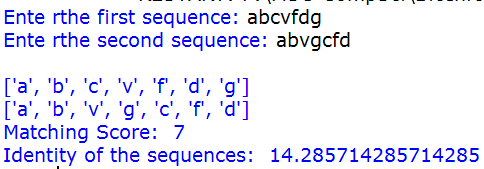 Ente rthe first sequence: abcvfdg
Ente rthe second sequence: abvgcfd
['a', 'b', 'c', 'v', 'f', 'd', 'g']
['a', 'b', 'v', 'g', 'c', 'f', 'd']
Matching Score:  7
Identity of the sequences:  14.285714285714285